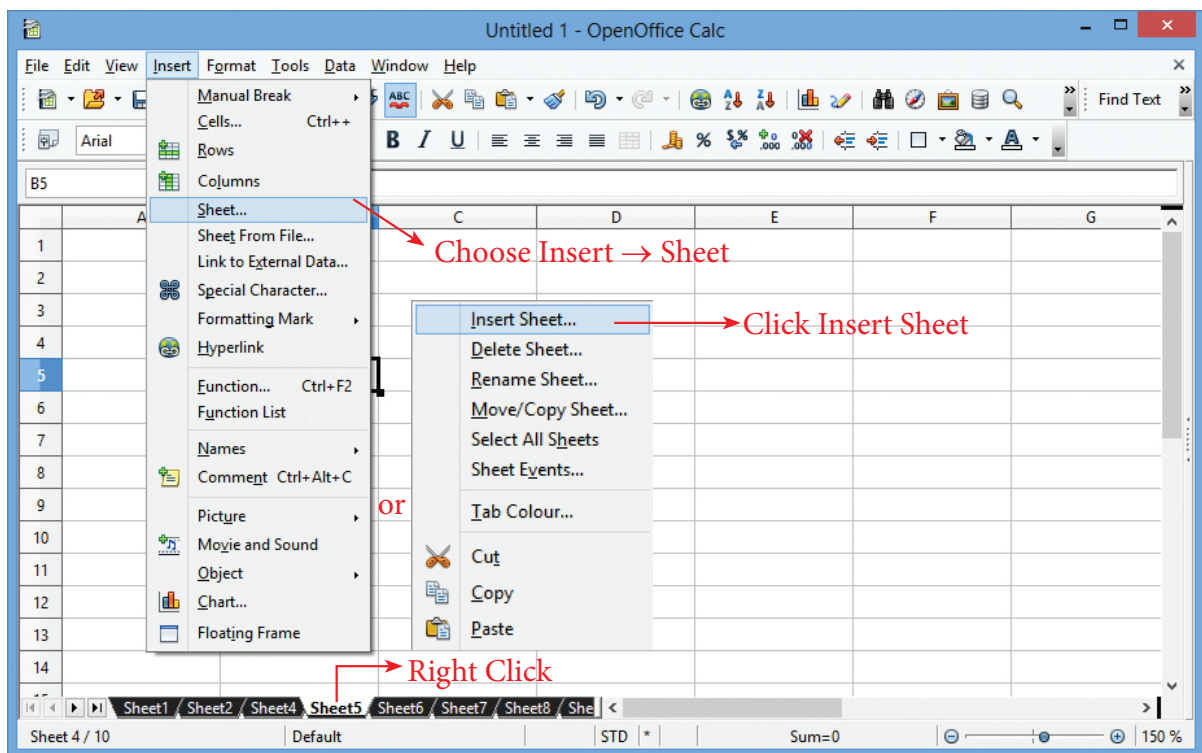 Untitled 1 - OpenOffice Calc
File Edit View Insert Format Tools Data Window Help
ABC Find Text
Arial B I U
B5
A C D E F G
1
2
3
4
5
6
7
8
9
10
11
12
13
14
Manual Break
Cells... Ctrl++
Rows
Columns
Sheet...
Sheet From File...
Link to External Data...
Special Character...
Formatting Mark
Hyperlink
Function... Ctrl+F2
Function List
Names
Comment Ctrl+Alt+C
Picture
Movie and Sound
Object
Chart...
Floating Frame
Choose Insert → Sheet
or
Insert Sheet...
Delete Sheet...
Rename Sheet...
Move/Copy Sheet...
Select All Sheets
Sheet Events...
Tab Colour...
Cut
Copy
Paste
Click Insert Sheet
Right Click
Sheet1 Sheet2 Sheet4 Sheet5 Sheet6 Sheet7 Sheet8 She
Sheet 4 / 10 Default STD * Sum=0 150 %